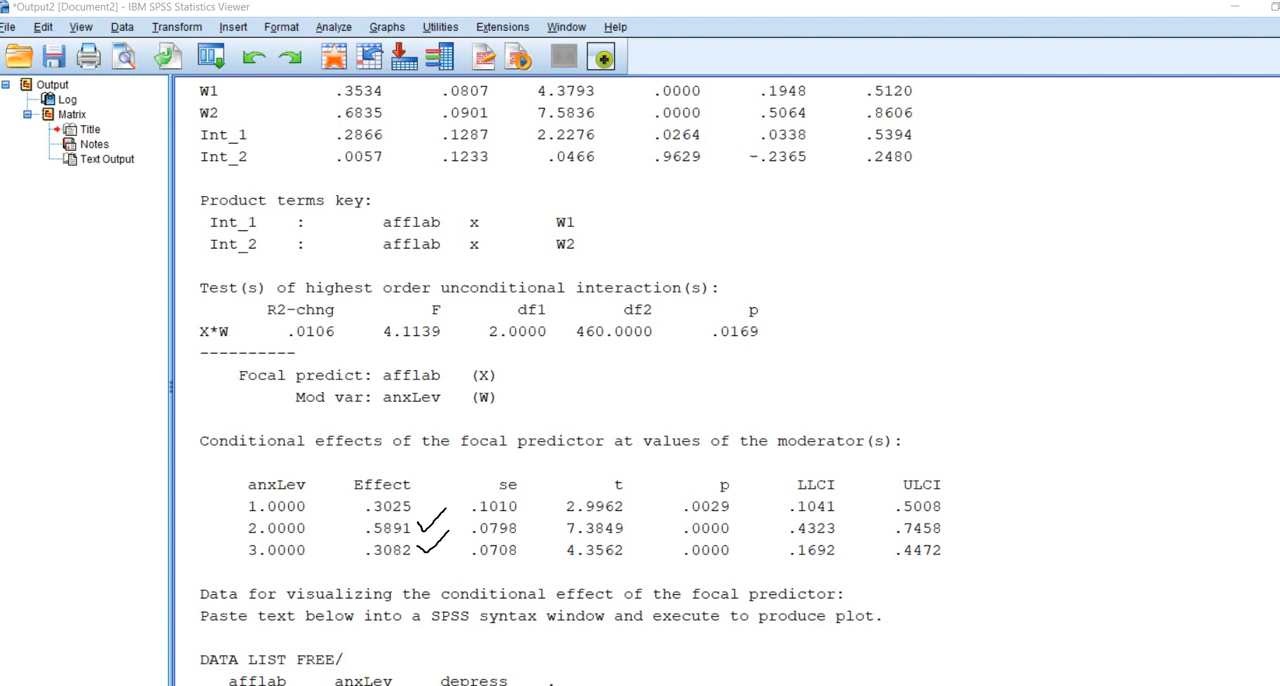 *Output2 [Document2] - IBM SPSS Statistics Viewer
File Edit View Data Transform Insert Format Analyze Graphs Utilities Extensions Window Help
Output
Log
Matrix
Title
Notes
Text Output
W1 .3534 .0807 4.3793 .0000 .1948 .5120
W2 .6835 .0901 7.5836 .0000 .5064 .8606
Int_1 .2866 .1287 2.2276 .0264 .0338 .5394
Int_2 .0057 .1233 .0466 .9629 -.2365 .2480
Product terms key:
Int_1 : afflab x W1
Int_2 : afflab x W2
Test(s) of highest order unconditional interaction(s):
R2-chng F df1 df2 p
X*W .0106 4.1139 2.0000 460.0000 .0169
----------
Focal predict: afflab (X)
Mod var: anxLev (W)
Conditional effects of the focal predictor at values of the moderator(s):
anxLev Effect se t p LLCI ULCI
1.0000 .3025 .1010 2.9962 .0029 .1041 .5008
2.0000 .5891 .0798 7.3849 .0000 .4323 .7458
3.0000 .3082 .0708 4.3562 .0000 .1692 .4472
Data for visualizing the conditional effect of the focal predictor:
Paste text below into a SPSS syntax window and execute to produce plot.
DATA LIST FREE/
afflab anxLev depress .